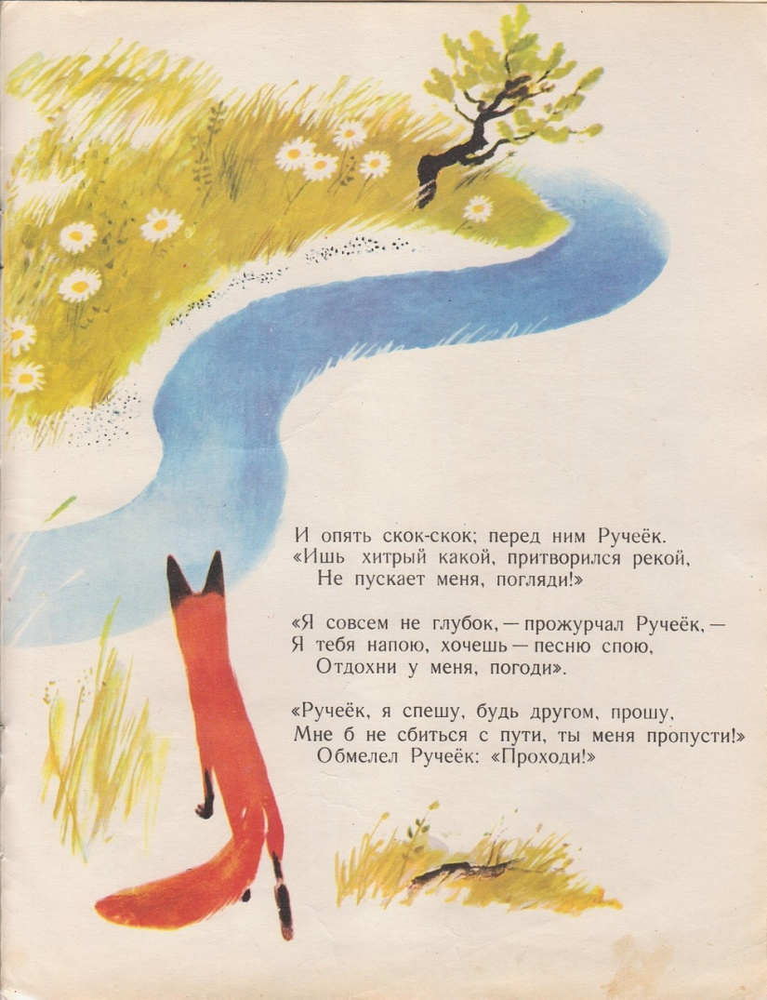 И опять скок-скок; перед ним Ручеёк.
«Ишь хитрый какой, притворился рекой,
Не пускает меня, погляди!»
«Я совсем не глубок, — прожурчал Ручеёк, —
Я тебя напою, хочешь — песню спою,
Отдохни у меня, погоди».
«Ручеёк, я спешу, будь другом, прошу,
Мне б не сбиться с пути, ты меня пропусти!»
Обмелел Ручеёк: «Проходи!»